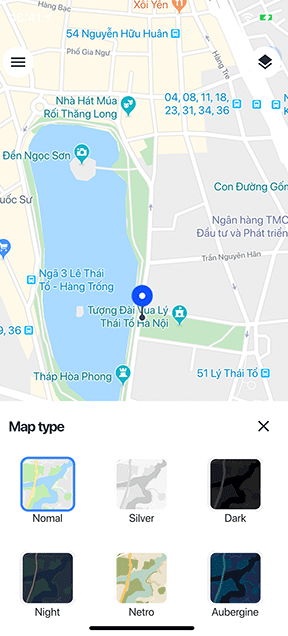 Hàng Bạc
Xôi Yến
54 Nguyễn Hữu Huân
Phố Gia Ngư
Hàng Tre
Nhà Hát Múa
Rối Thăng Long
04, 08, 11, 18,
23, 31, 34, 36
Đền Ngọc Sơn
Con Đường Gốm
Quốc Sư
Ngân hàng TMC
Đầu tư và Phát triển
Trần Nguyên Hãn
Ngã 3 Lê Thái
Tổ - Hàng Trống
9, 36
Tượng Đài Vua Lý
Thái Tổ Hà Nội
Tháp Hòa Phong
51 Lý Thái Tổ
Map type
Nomal
Silver
Dark
Night
Netro
Aubergine